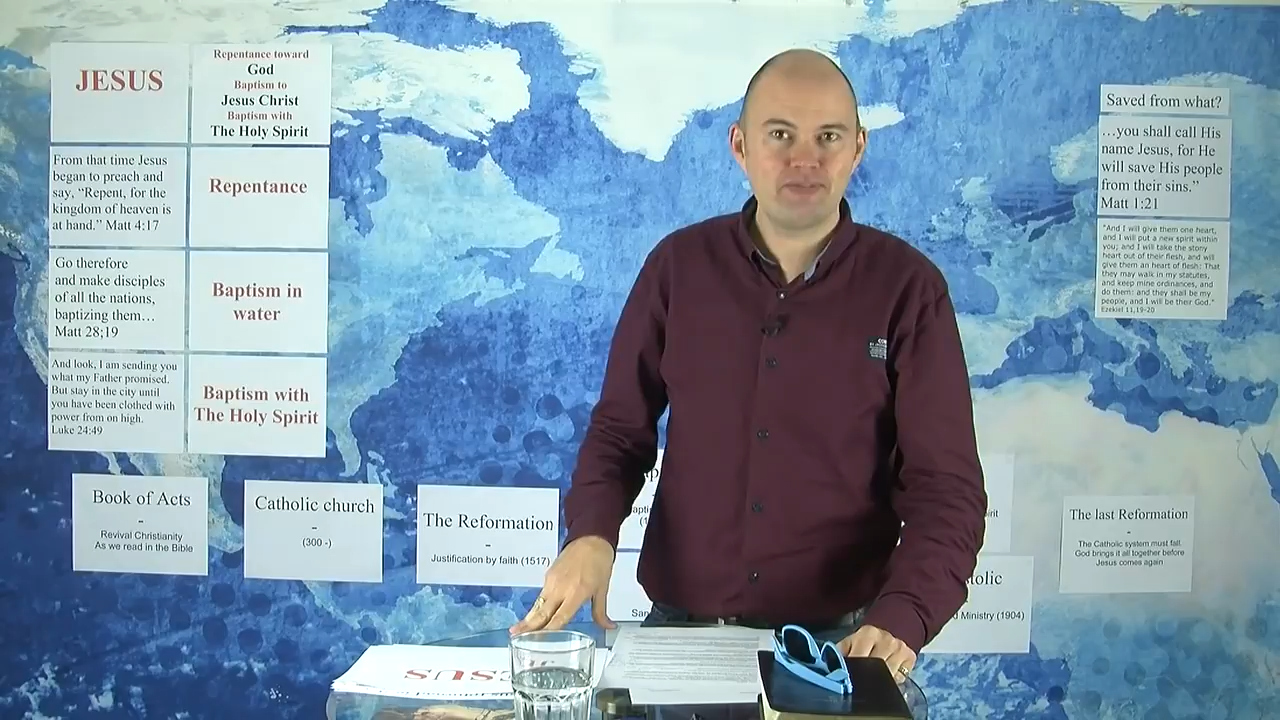 JESUS
Repentance toward
God
Baptism to
Jesus Christ
Baptism with
The Holy Spirit
From that time Jesus
began to preach and
say, “Repent, for the
kingdom of heaven is
at hand.” Matt 4:17
Repentance
Go therefore
and make disciples
of all the nations,
baptizing them…
Matt 28;19
Baptism in
water
And look, I am sending you
what my Father promised.
But stay in the city until
you have been clothed with
power from on high.
Luke 24:49
Baptism with
The Holy Spirit
Saved from what?
…you shall call His
name Jesus, for He
will save His people
from their sins.”
Matt 1:21
"And I will give them one heart,
and I will put a new spirit within
you; and I will take the stony
heart out of their flesh, and will
give them an heart of flesh: That
they may walk in my statutes,
and keep mine ordinances, and
do them: and they shall be my
people, and I will be their God."
Ezekiel 11,19-20
Book of Acts
-
Revival Christianity
As we read in the Bible
Catholic church
-
(300 -)
The Reformation
-
Justification by faith (1517)
Ministry (1904)
The last Reformation
-
The Catholic system must fall.
God brings it all together before
Jesus comes again
JESUS